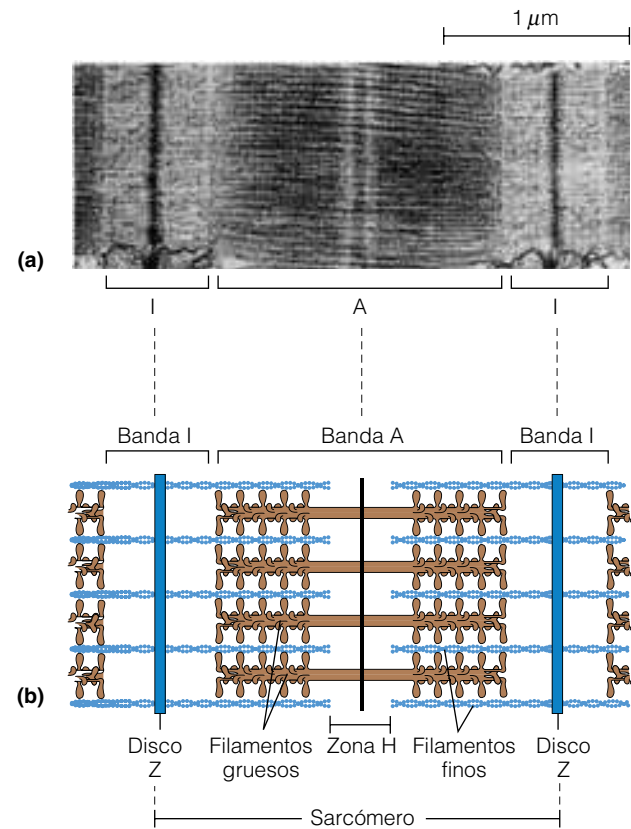 1 μm
(a)
I A I
Banda I Banda A Banda I
(b)
Disco Z Filamentos gruesos Zona H Filamentos finos Disco Z
Sarcómero